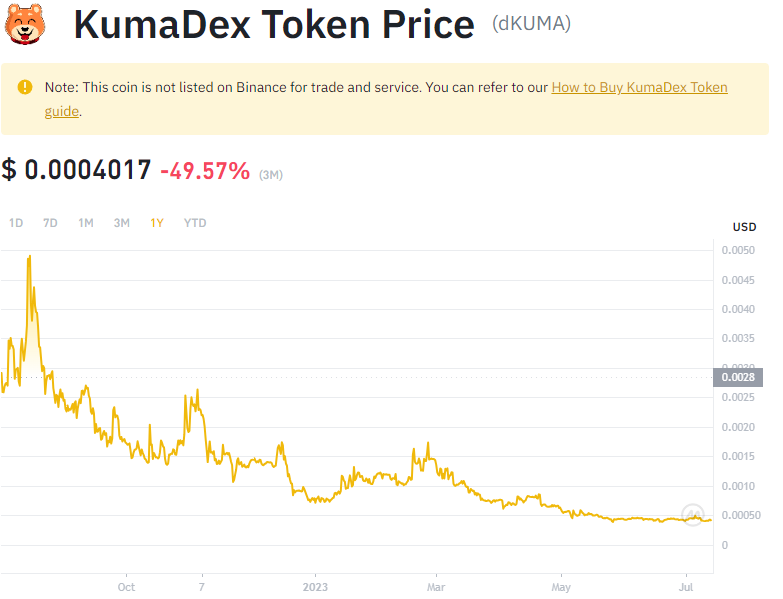 KumaDex Token Price (dKUMA)
Note: This coin is not listed on Binance for trade and service. You can refer to our How to Buy KumaDex Token
guide.
$ 0.0004017 -49.57% (3M)
1D 7D 1M 3M 1Y YTD
USD
0.0050
0.0045
0.0040
0.0035
0.0030
0.0028
0.0025
0.0020
0.0015
0.0010
0.00050
0
Oct 7 2023 Mar May Jul